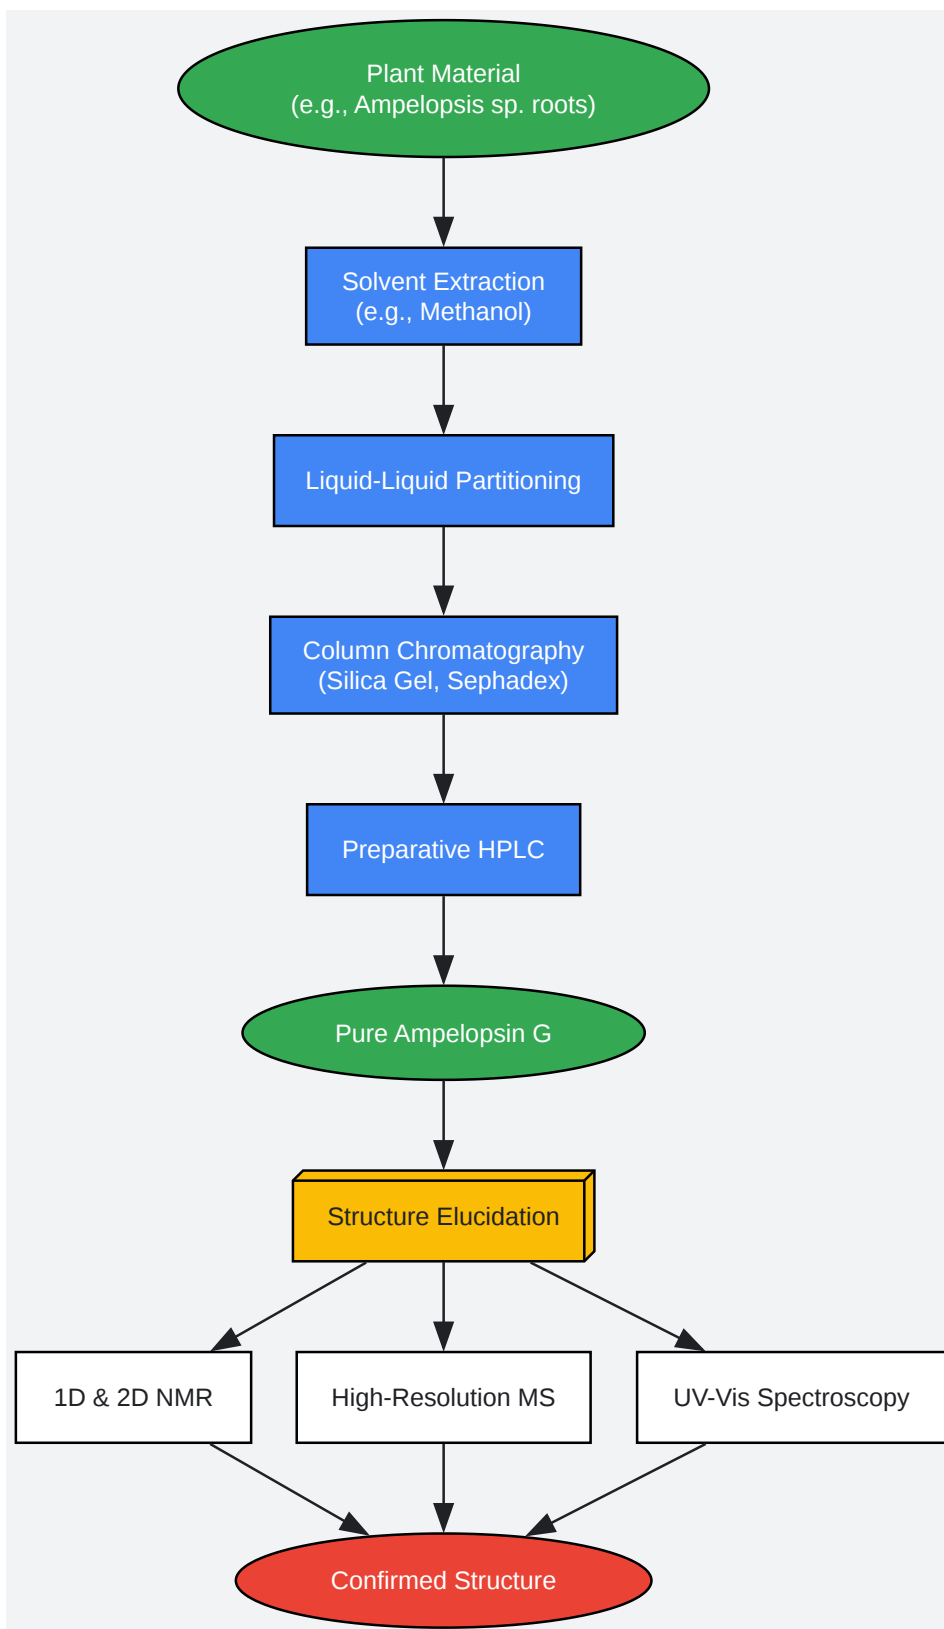 Plant Material
(e.g., Ampelopsis sp. roots)
Solvent Extraction
(e.g., Methanol)
Liquid-Liquid Partitioning
Column Chromatography
(Silica Gel, Sephadex)
Preparative HPLC
Pure Ampelopsin G
Structure Elucidation
1D & 2D NMR
High-Resolution MS
UV-Vis Spectroscopy
Confirmed Structure